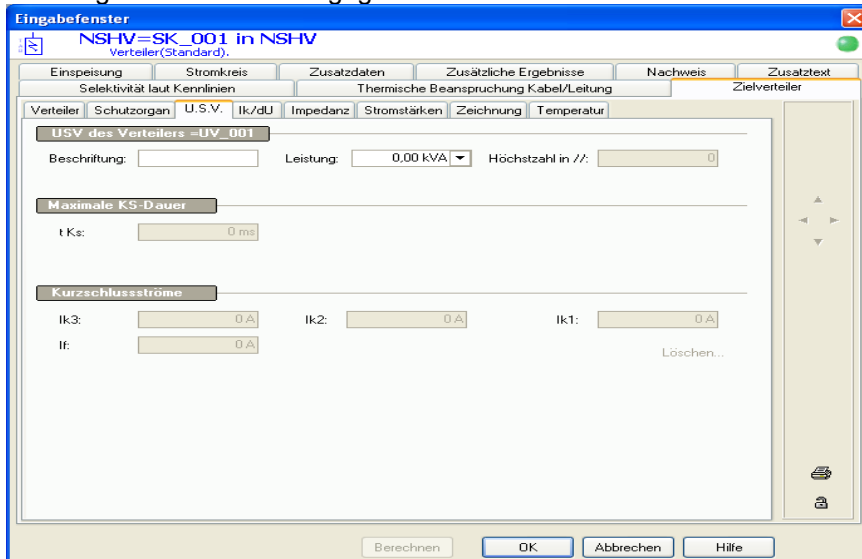 Eingabefenster
NSHV=SK_001 in NSHV
Verteiler(Standard).
Einspeisung Stromkreis Zusatzdaten Zusätzliche Ergebnisse Nachweis Zusatztext
Selektivität laut Kennlinien Thermische Beanspruchung Kabel/Leitung Zielverteiler
Verteiler Schutzorgan U.S.V. Ik/dU Impedanz Stromstärken Zeichnung Temperatur
USV des Verteilers =UV_001
Beschriftung: Leistung: 0,00 kVA Höchstzahl in //: 0
Maximale KS-Dauer
t Ks: 0 ms
Kurzschlussströme
Ik3: 0 A Ik2: 0 A Ik1: 0 A
If: 0 A
Löschen...
Berechnen OK Abbrechen Hilfe